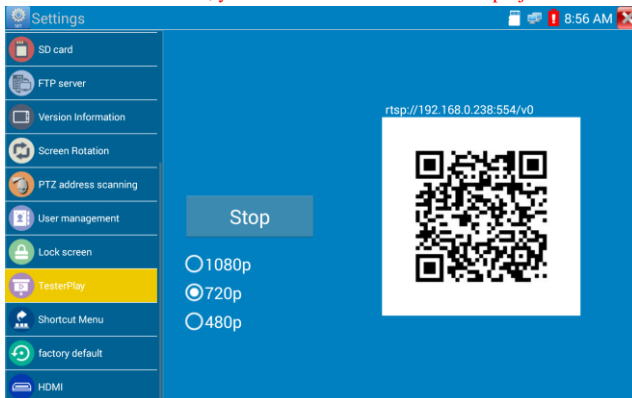 Settings
8:56 AM
SD card
FTP server
Version Information
Screen Rotation
PTZ address scanning
User management
Lock screen
TesterPlay
Shortcut Menu
factory default
HDMI
rtsp://192.168.0.238:554/v0
Stop
1080p
720p
480p